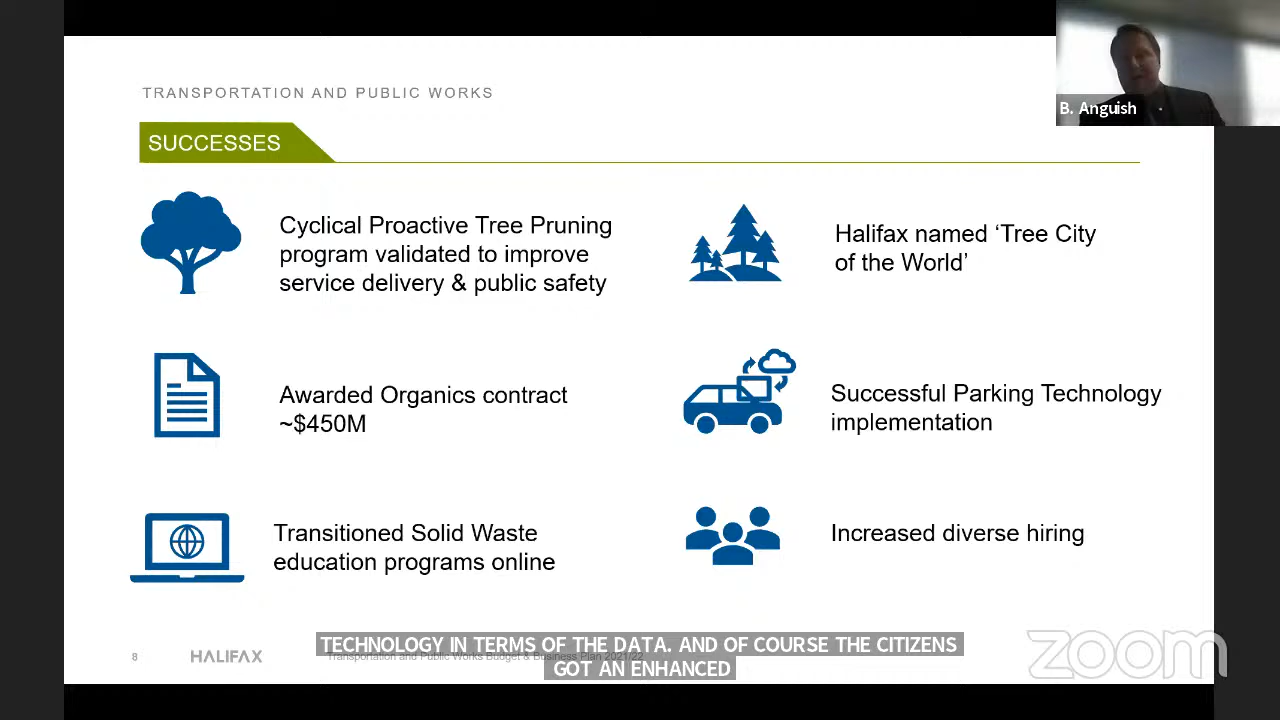 TRANSPORTATION AND PUBLIC WORKS
B. Anguish
SUCCESSES
Cyclical Proactive Tree Pruning
program validated to improve
service delivery & public safety
Halifax named ‘Tree City
of the World’
Awarded Organics contract
~$450M
Successful Parking Technology
implementation
Transitioned Solid Waste
education programs online
Increased diverse hiring
TECHNOLOGY IN TERMS OF THE DATA. AND OF COURSE THE CITIZENS
GOT AN ENHANCED
8
HALIFAX
Transportation and Public Works Budget & Business Plan 2021/22
zoom